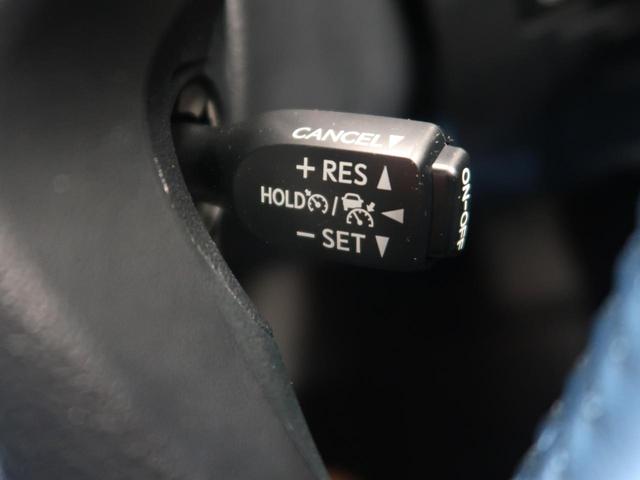 CANCEL▼
+ RES ▲
HOLD / ◄
− SET ▼
ON-OFF